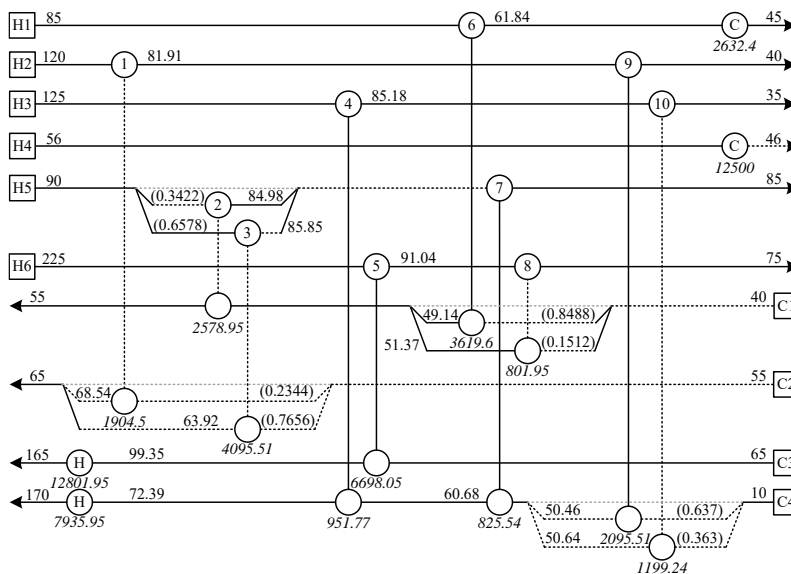 H1 85 6 61.84 C 45
2632.4
H2 120 1 81.91 9 40
H3 125 4 85.18 10 35
H4 56 C 46
12500
H5 90 7 85
(0.3422) 2 84.98
(0.6578) 3 85.85
H6 225 5 91.04 8 75
55 40 C1
2578.95 49.14 (0.8488)
3619.6
51.37 (0.1512)
801.95
65 55 C2
68.54 (0.2344)
1904.5
63.92 (0.7656)
4095.51
165 H 99.35 65 C3
12801.95 6698.05
170 H 72.39 60.68 10 C4
7935.95 951.77 825.54
50.46 (0.637)
2095.51
50.64 (0.363)
1199.24